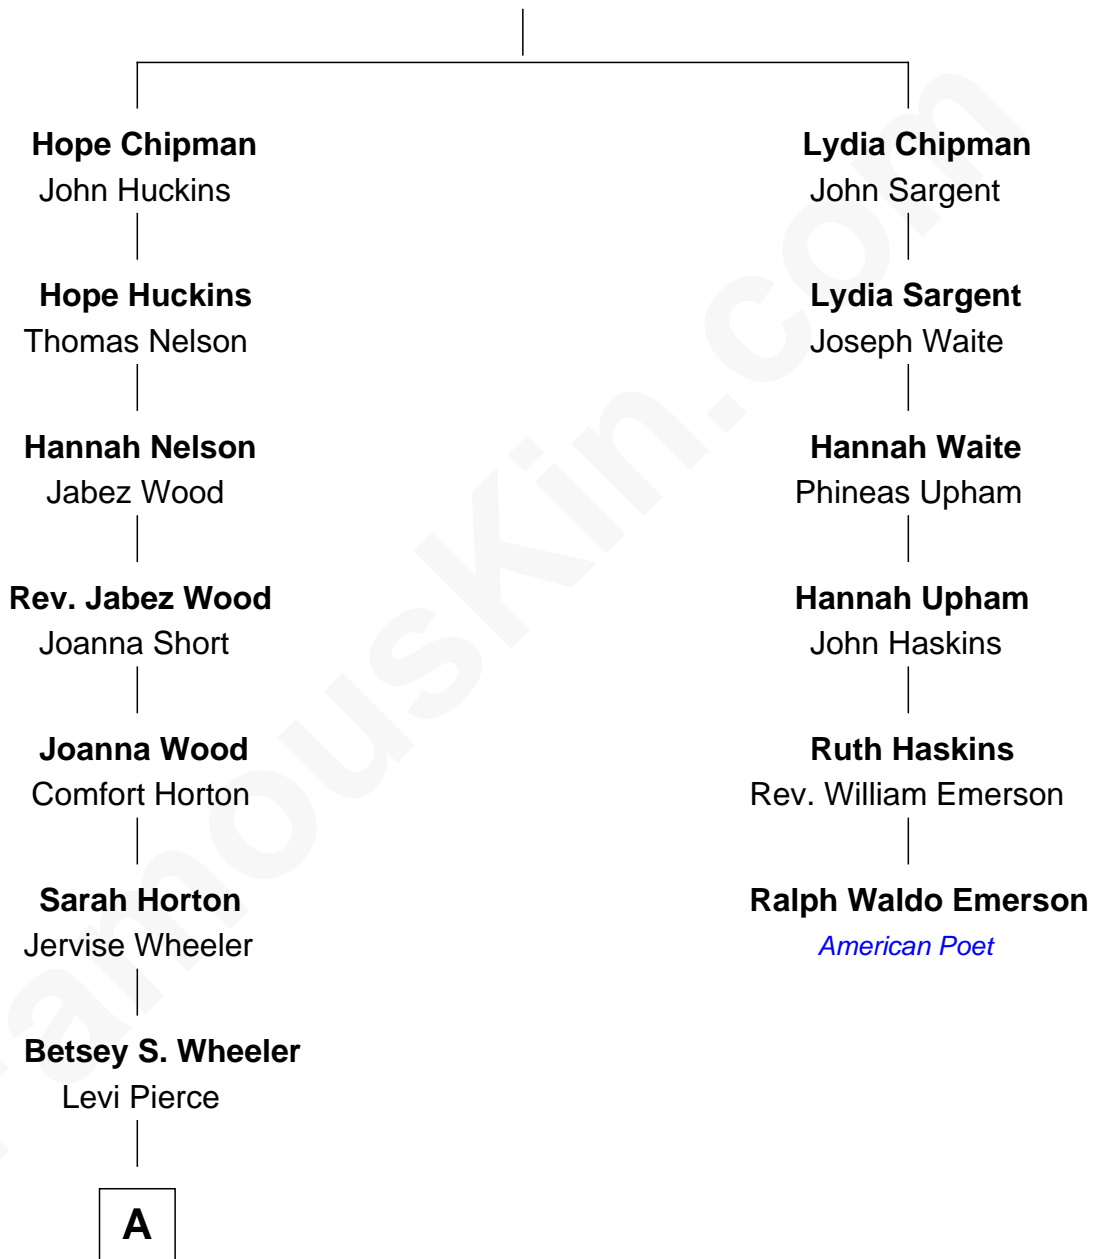 Hope Chipman
John Huckins
Hope Huckins
Thomas Nelson
Hannah Nelson
Jabez Wood
Rev. Jabez Wood
Joanna Short
Joanna Wood
Comfort Horton
Sarah Horton
Jervise Wheeler
Betsey S. Wheeler
Levi Pierce
A
Lydia Chipman
John Sargent
Lydia Sargent
Joseph Waite
Hannah Waite
Phineas Upham
Hannah Upham
John Haskins
Ruth Haskins
Rev. William Emerson
Ralph Waldo Emerson
American Poet
FamousKin.com